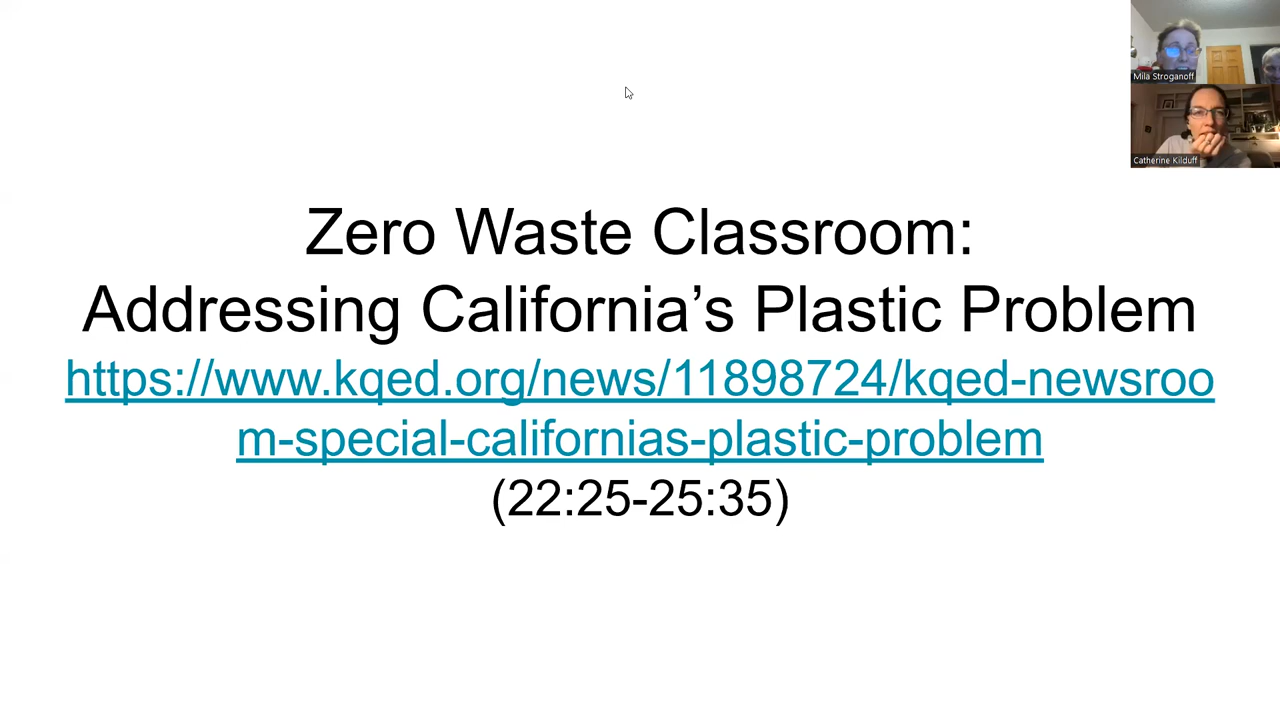 Mila Stroganoff
Catherine Kilduff
Zero Waste Classroom:
Addressing California’s Plastic Problem
https://www.kqed.org/news/11898724/kqed-newsroo
m-special-californias-plastic-problem
(22:25-25:35)